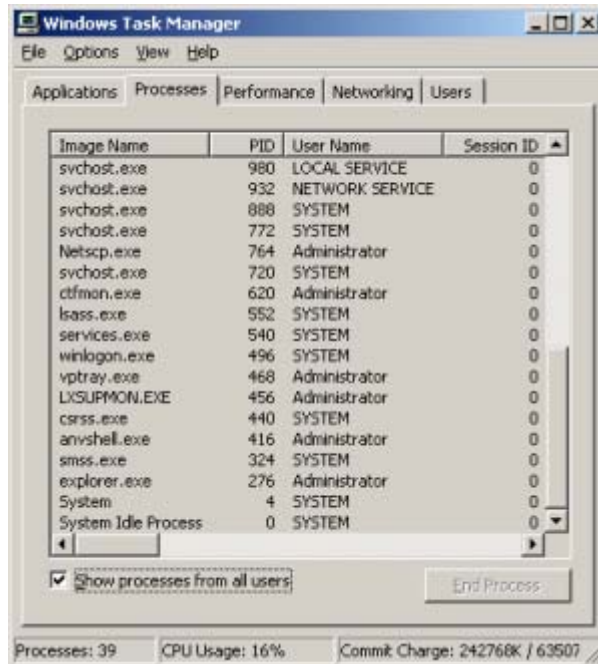 Windows Task Manager
File Options View Help
Applications Processes Performance Networking Users
Image Name PID User Name Session ID
svchost.exe 980 LOCAL SERVICE 0
svchost.exe 932 NETWORK SERVICE 0
svchost.exe 888 SYSTEM 0
svchost.exe 772 SYSTEM 0
Netscp.exe 764 Administrator 0
svchost.exe 720 SYSTEM 0
ctfmon.exe 620 Administrator 0
lsass.exe 552 SYSTEM 0
services.exe 540 SYSTEM 0
winlogon.exe 496 SYSTEM 0
vptray.exe 468 Administrator 0
LXSUPMON.EXE 456 Administrator 0
csrss.exe 440 SYSTEM 0
anvshell.exe 416 Administrator 0
smss.exe 324 SYSTEM 0
explorer.exe 276 Administrator 0
System 4 SYSTEM 0
System Idle Process 0 SYSTEM 0
Show processes from all users End Process
Processes: 39 CPU Usage: 16% Commit Charge: 242768K / 63507